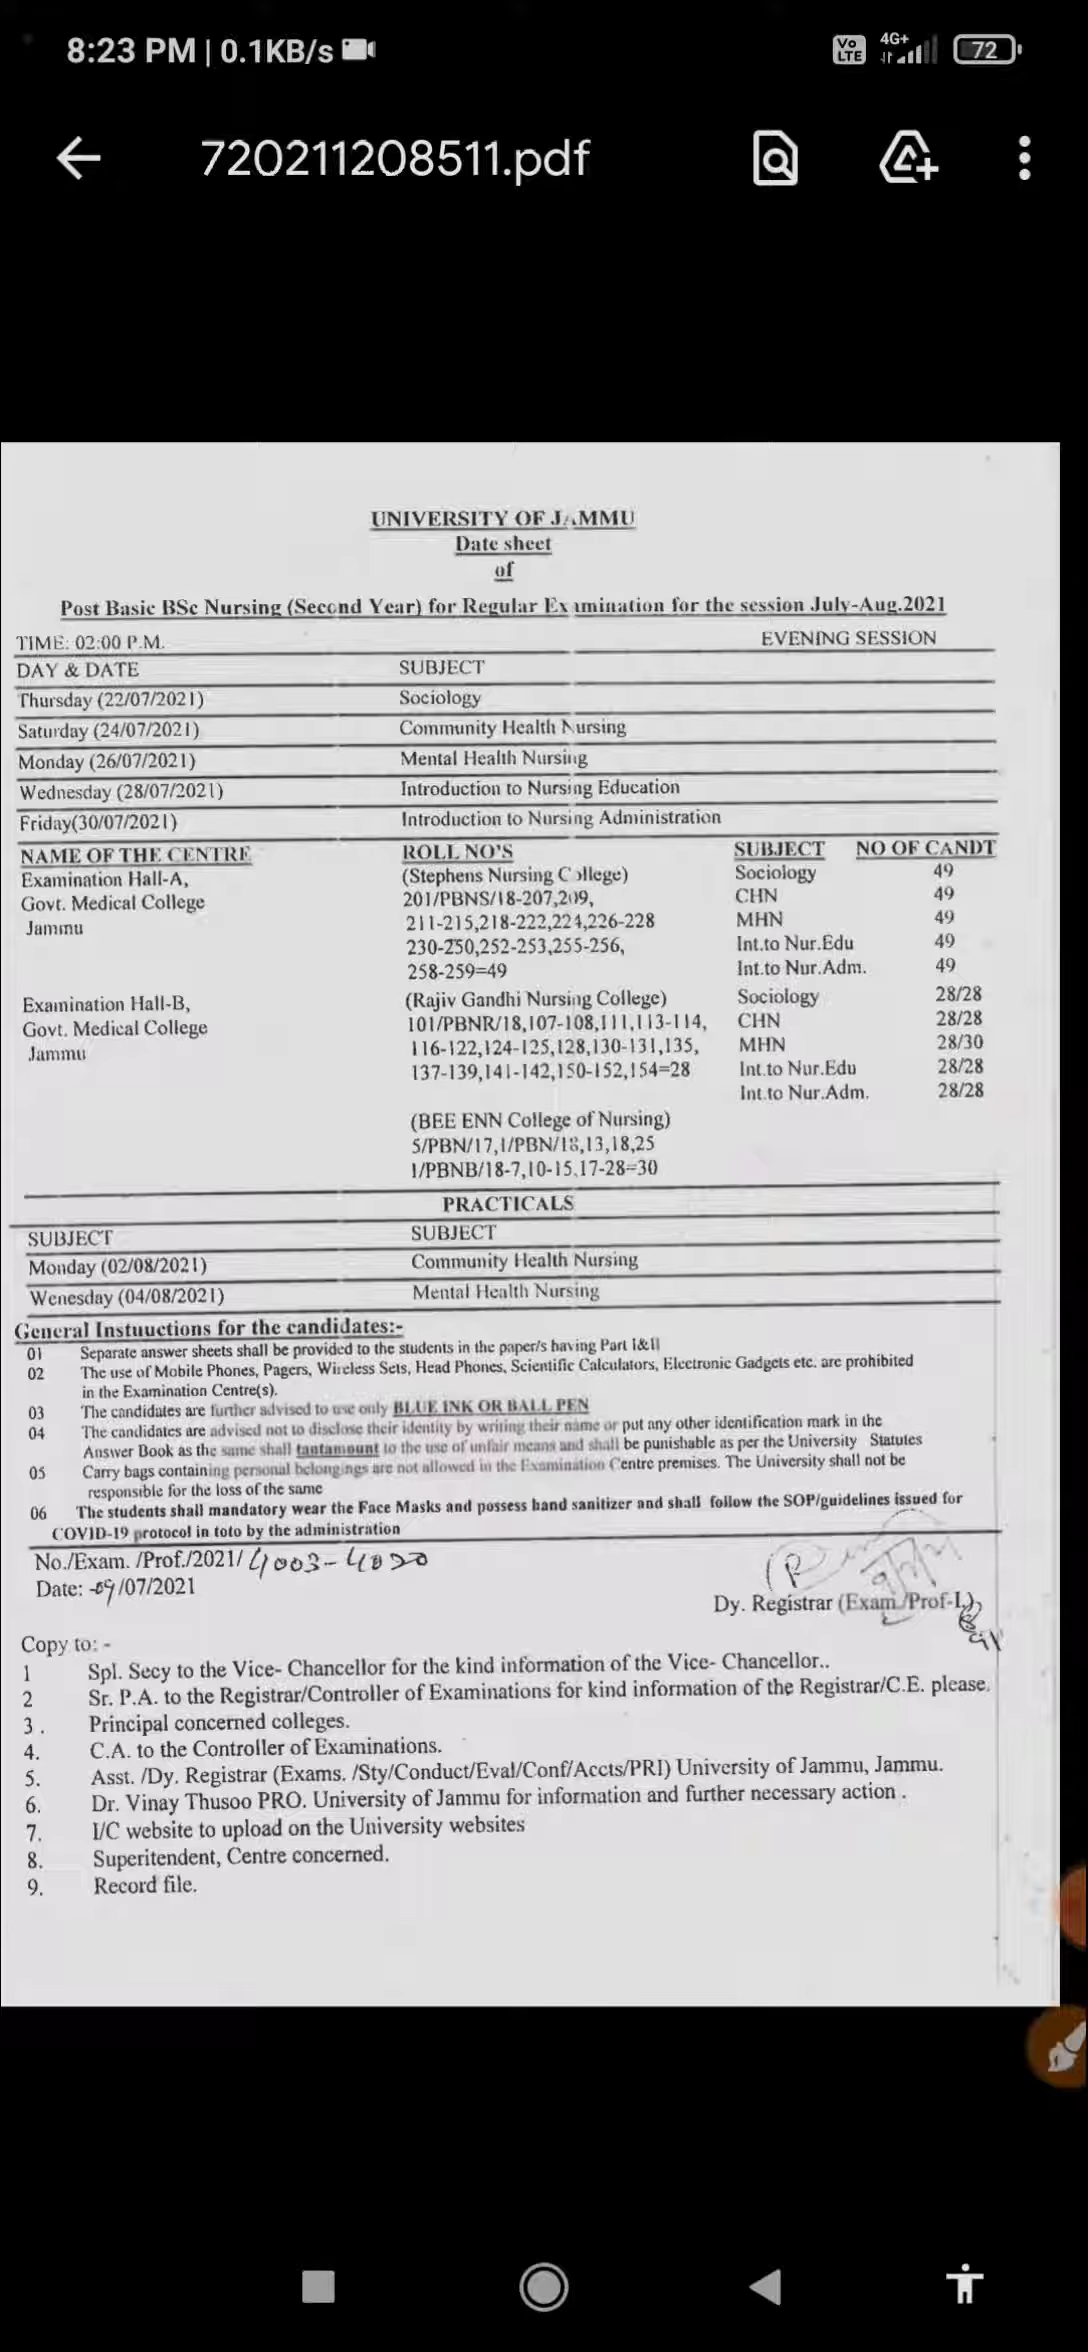 8:23 PM | 0.1KB/s
Vo LTE 4G+ 72
720211208511.pdf
UNIVERSITY OF JAMMU
Date sheet
of
Post Basic BSc Nursing (Second Year) for Regular Examination for the session July-Aug.2021
TIME: 02:00 P.M. EVENING SESSION
DAY & DATE SUBJECT
Thursday (22/07/2021) Sociology
Saturday (24/07/2021) Community Health Nursing
Monday (26/07/2021) Mental Health Nursing
Wednesday (28/07/2021) Introduction to Nursing Education
Friday(30/07/2021) Introduction to Nursing Administration
NAME OF THE CENTRE ROLL NO'S SUBJECT NO OF CANDT
Examination Hall-A, (Stephens Nursing College) Sociology 49
Govt. Medical College 201/PBNS/18-207,209, CHN 49
Jammu 211-215,218-222,224,226-228 MHN 49
230-250,252-253,255-256, Int.to Nur.Edu 49
258-259=49 Int.to Nur.Adm. 49
Examination Hall-B, (Rajiv Gandhi Nursing College) Sociology 28/28
Govt. Medical College 101/PBNR/18,107-108,111,113-114, CHN 28/28
Jammu 116-122,124-125,128,130-131,135, MHN 28/30
137-139,141-142,150-152,154=28 Int.to Nur.Edu 28/28
Int.to Nur.Adm. 28/28
(BEE ENN College of Nursing)
5/PBN/17,1/PBN/18,13,18,25
1/PBNB/18-7,10-15,17-28=30
PRACTICALS
SUBJECT SUBJECT
Monday (02/08/2021) Community Health Nursing
Wenesday (04/08/2021) Mental Health Nursing
General Instuuctions for the candidates:-
01 Separate answer sheets shall be provided to the students in the paper/s having Part I&II
02 The use of Mobile Phones, Pagers, Wireless Sets, Head Phones, Scientific Calculators, Electronic Gadgets etc. are prohibited
in the Examination Centre(s).
03 The candidates are further advised to use only BLUE INK OR BALL PEN
04 The candidates are advised not to disclose their identity by writing their name or put any other identification mark in the
Answer Book as the same shall tantamount to the use of unfair means and shall be punishable as per the University Statutes
05 Carry bags containing personal belongings are not allowed in the Examination Centre premises. The University shall not be
responsible for the loss of the same
06 The students shall mandatory wear the Face Masks and possess hand sanitizer and shall follow the SOP/guidelines issued for
COVID-19 protocol in toto by the administration
No./Exam. /Prof./2021/ 4003-4020
Date: -09/07/2021
Dy. Registrar (Exam./Prof-I.)
Copy to: -
1 Spl. Secy to the Vice- Chancellor for the kind information of the Vice- Chancellor..
2 Sr. P.A. to the Registrar/Controller of Examinations for kind information of the Registrar/C.E. please.
3. Principal concerned colleges.
4. C.A. to the Controller of Examinations.
5. Asst. /Dy. Registrar (Exams. /Sty/Conduct/Eval/Conf/Accts/PRI) University of Jammu, Jammu.
6. Dr. Vinay Thusoo PRO. University of Jammu for information and further necessary action .
7. I/C website to upload on the University websites
8. Superitendent, Centre concerned.
9. Record file.